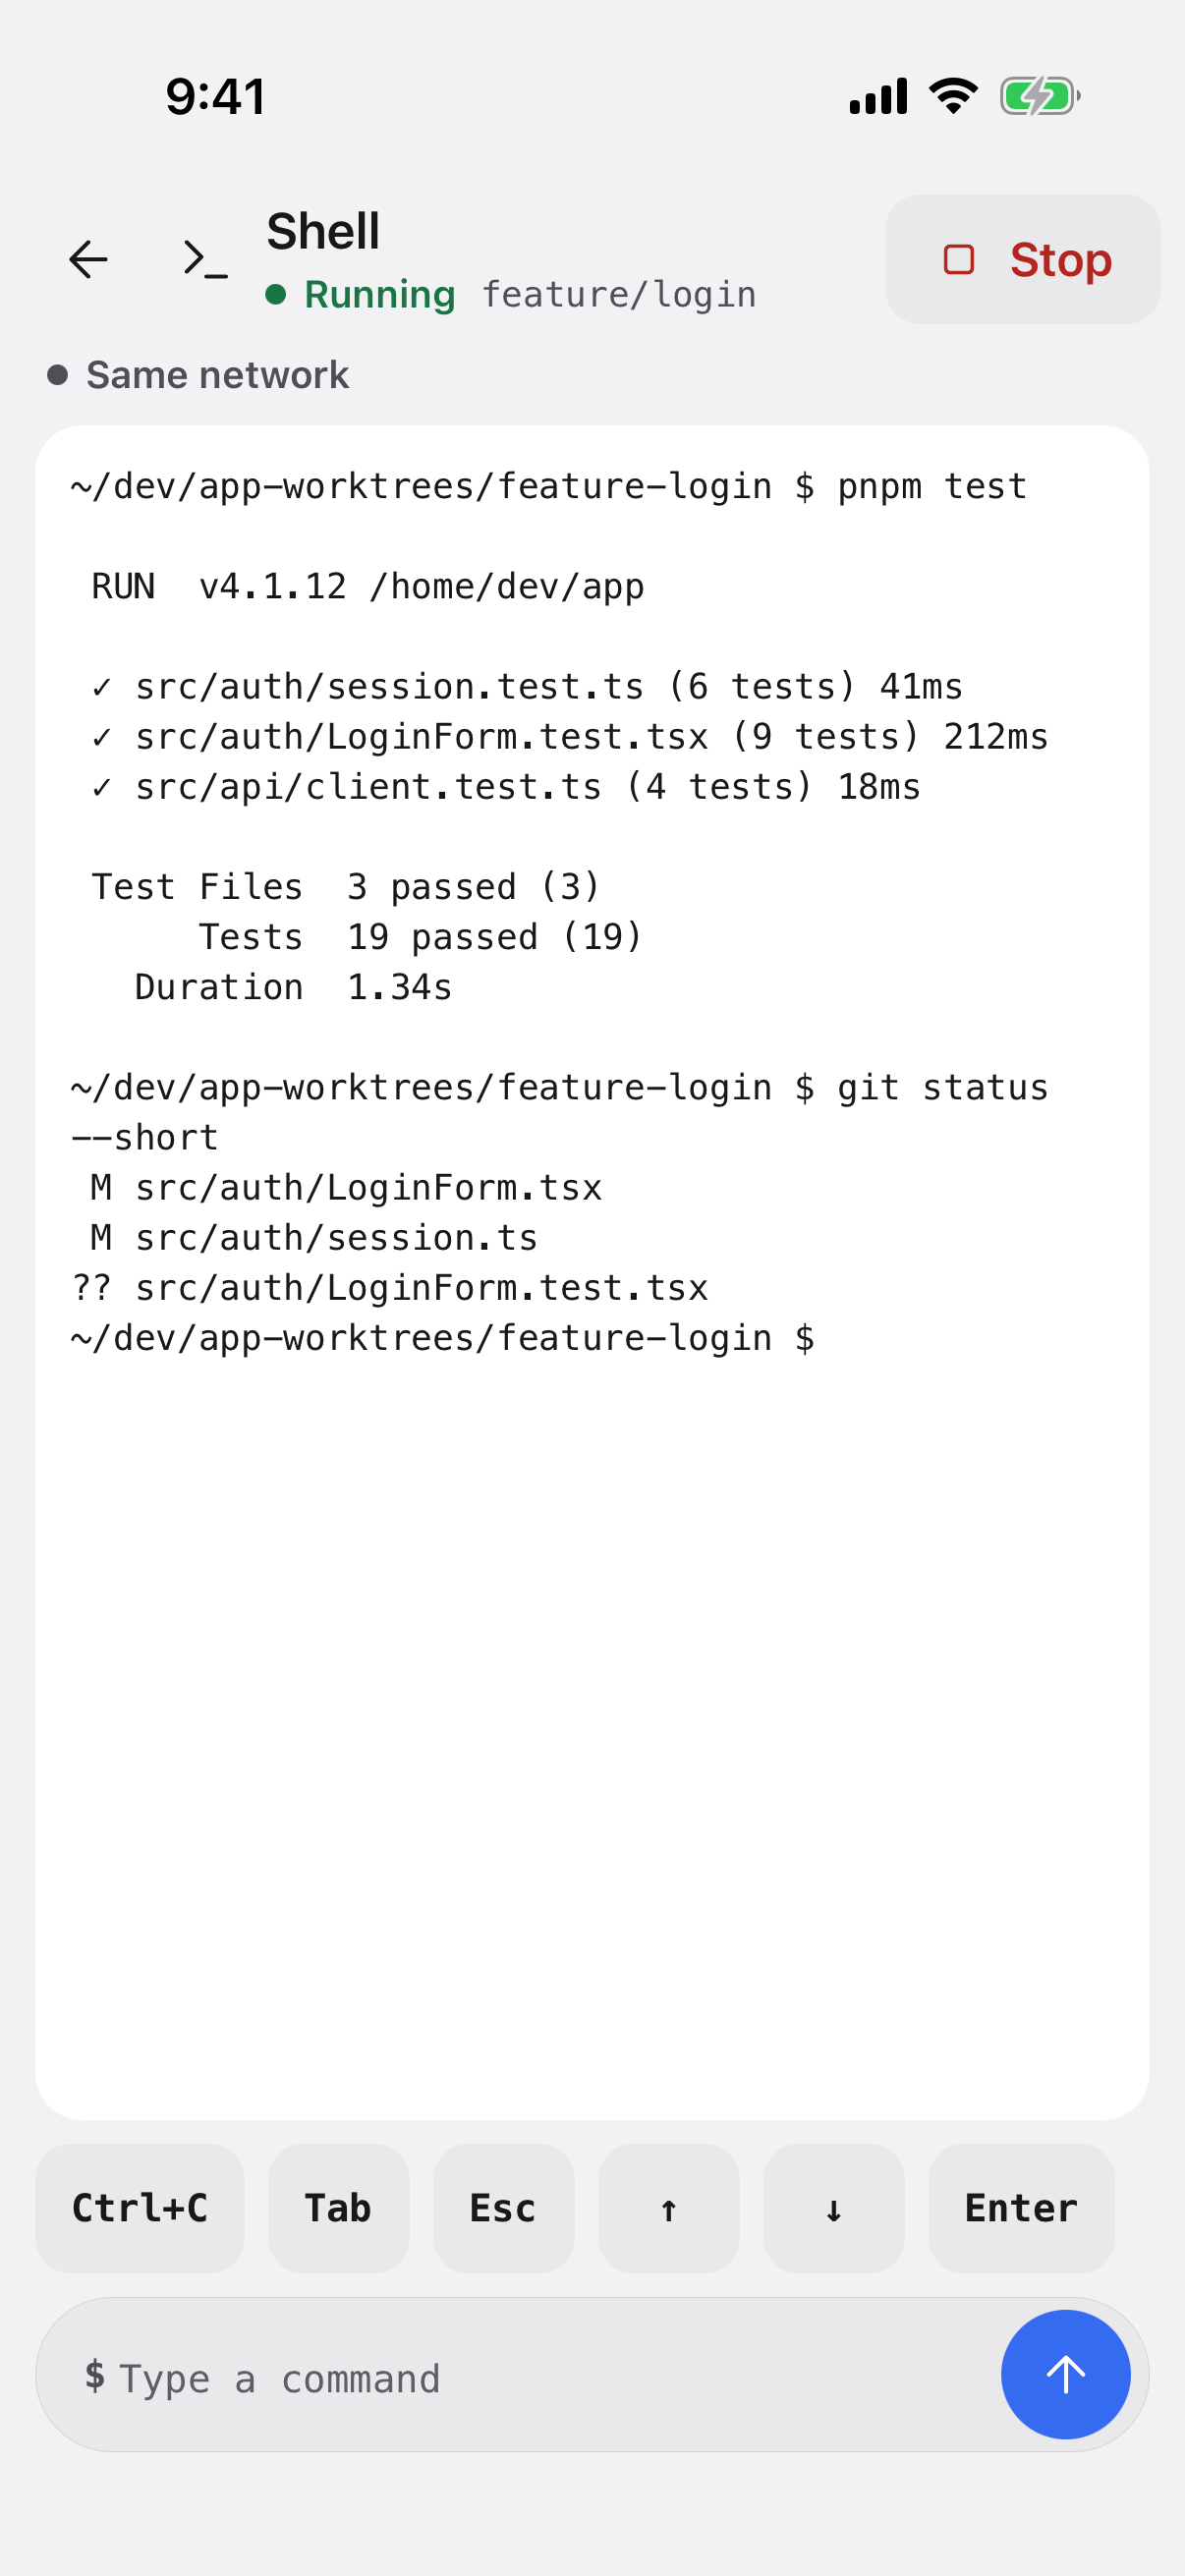 9:41
Shell
Running feature/login
Stop
Same network
~/dev/app-worktrees/feature-login $ pnpm test
RUN  v4.1.12 /home/dev/app
✓ src/auth/session.test.ts (6 tests) 41ms
✓ src/auth/LoginForm.test.tsx (9 tests) 212ms
✓ src/api/client.test.ts (4 tests) 18ms
Test Files  3 passed (3)
Tests  19 passed (19)
Duration  1.34s
~/dev/app-worktrees/feature-login $ git status
--short
M src/auth/LoginForm.tsx
M src/auth/session.ts
?? src/auth/LoginForm.test.tsx
~/dev/app-worktrees/feature-login $
Ctrl+C Tab Esc ↑ ↓ Enter
$ Type a command